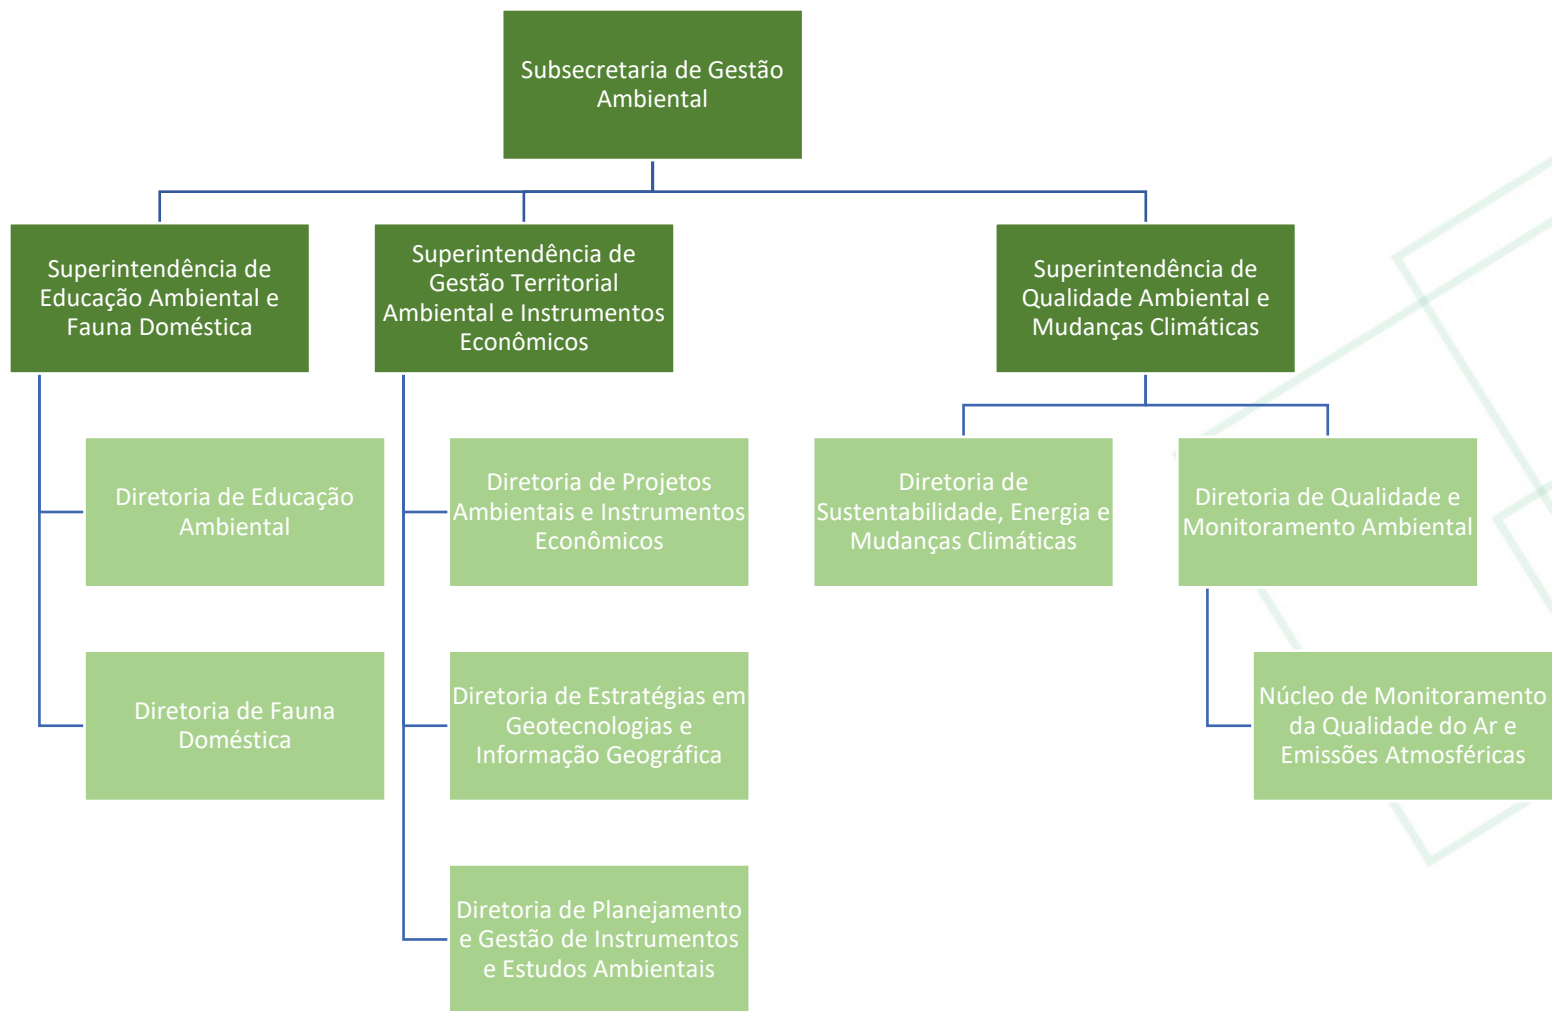 Subsecretaria de Gestão
Ambiental
Superintendência de
Educação Ambiental e
Fauna Doméstica
Superintendência de
Gestão Territorial
Ambiental e Instrumentos
Econômicos
Superintendência de
Qualidade Ambiental e
Mudanças Climáticas
Diretoria de Educação
Ambiental
Diretoria de Projetos
Ambientais e Instrumentos
Econômicos
Diretoria de
Sustentabilidade, Energia e
Mudanças Climáticas
Diretoria de Qualidade e
Monitoramento Ambiental
Diretoria de Fauna
Doméstica
Diretoria de Estratégias em
Geotecnologias e
Informação Geográfica
Núcleo de Monitoramento
da Qualidade do Ar e
Emissões Atmosféricas
Diretoria de Planejamento
e Gestão de Instrumentos
e Estudos Ambientais